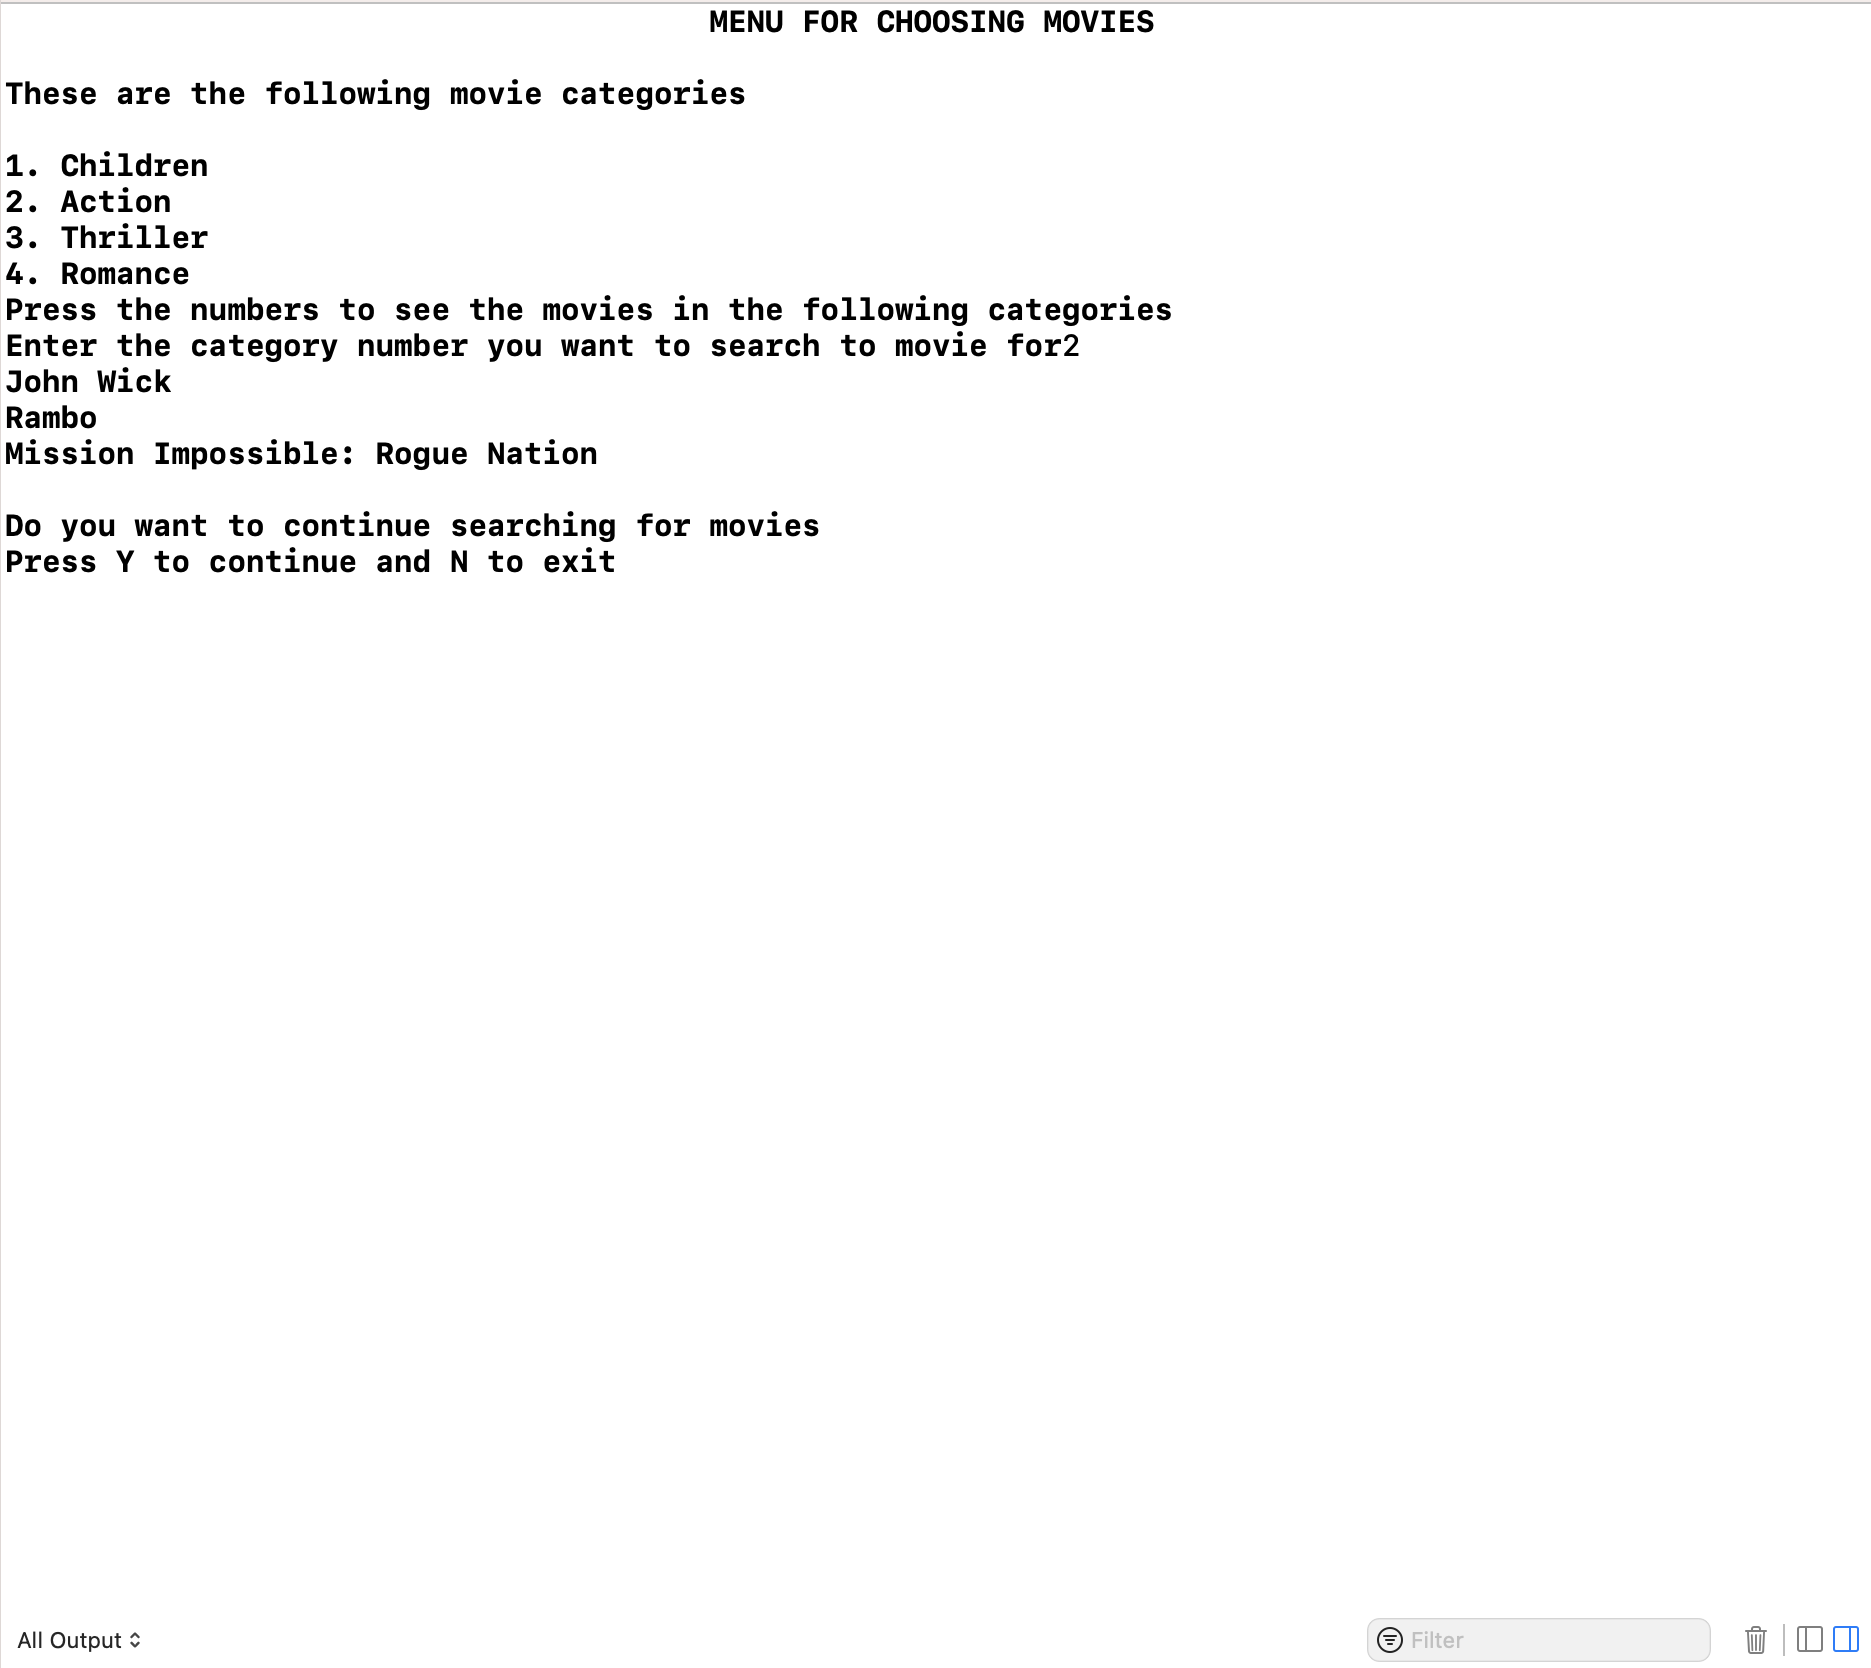 MENU FOR CHOOSING MOVIES
These are the following movie categories
1. Children
2. Action
3. Thriller
4. Romance
Press the numbers to see the movies in the following categories
Enter the category number you want to search to movie for2
John Wick
Rambo
Mission Impossible: Rogue Nation
Do you want to continue searching for movies
Press Y to continue and N to exit
All Output
Filter